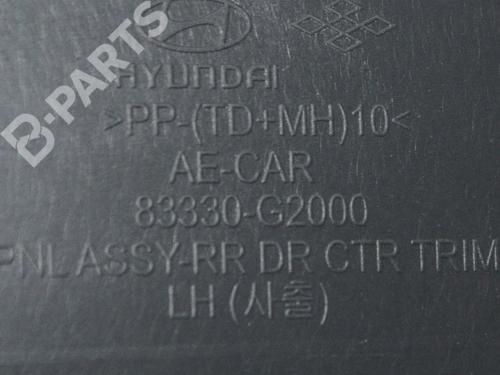 B-PARTS
HYUNDAI
>PP-(TD+MH)10<
AE-CAR
83330-G2000
PNL ASSY-RR DR CTR TRIM
LH (사출)